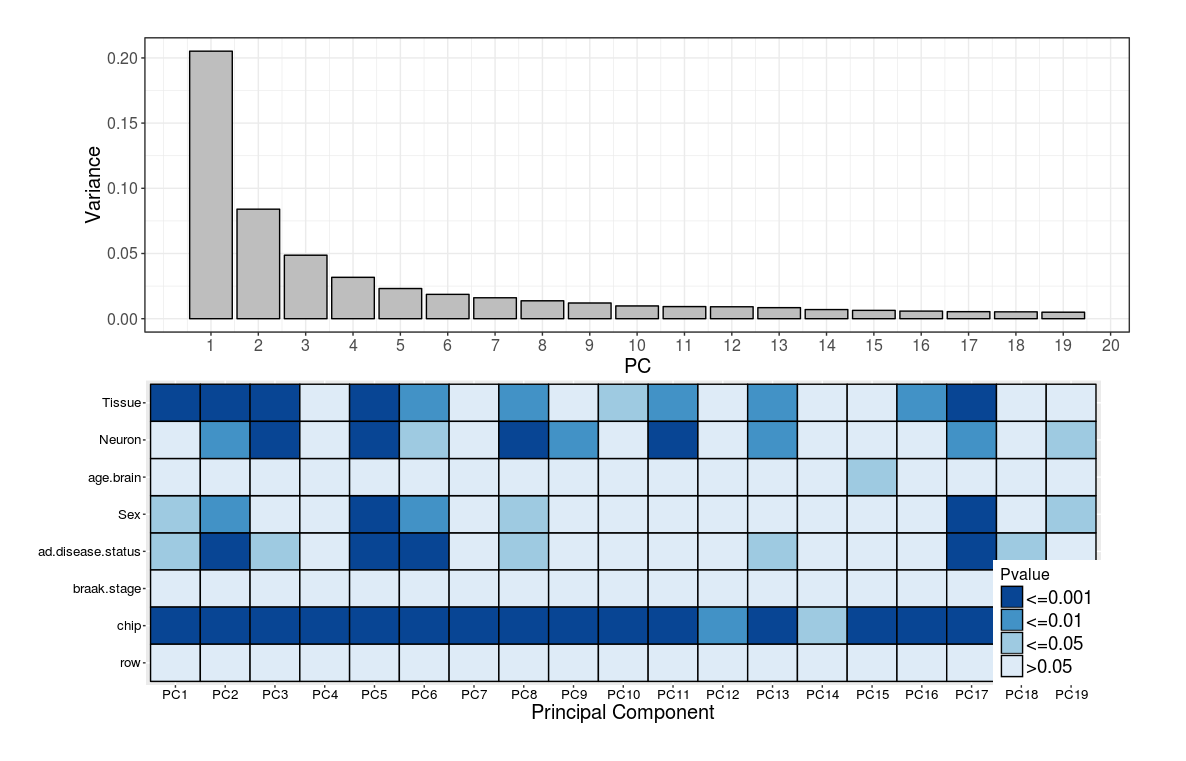 0.20
0.15
0.10
0.05
0.00
Variance
1 2 3 4 5 6 7 8 9 10 11 12 13 14 15 16 17 18 19 20
PC
Tissue
Neuron
age.brain
Sex
ad.disease.status
braak.stage
chip
row
Pvalue
<=0.001
<=0.01
<=0.05
>0.05
PC1 PC2 PC3 PC4 PC5 PC6 PC7 PC8 PC9 PC10 PC11 PC12 PC13 PC14 PC15 PC16 PC17 PC18 PC19
Principal Component